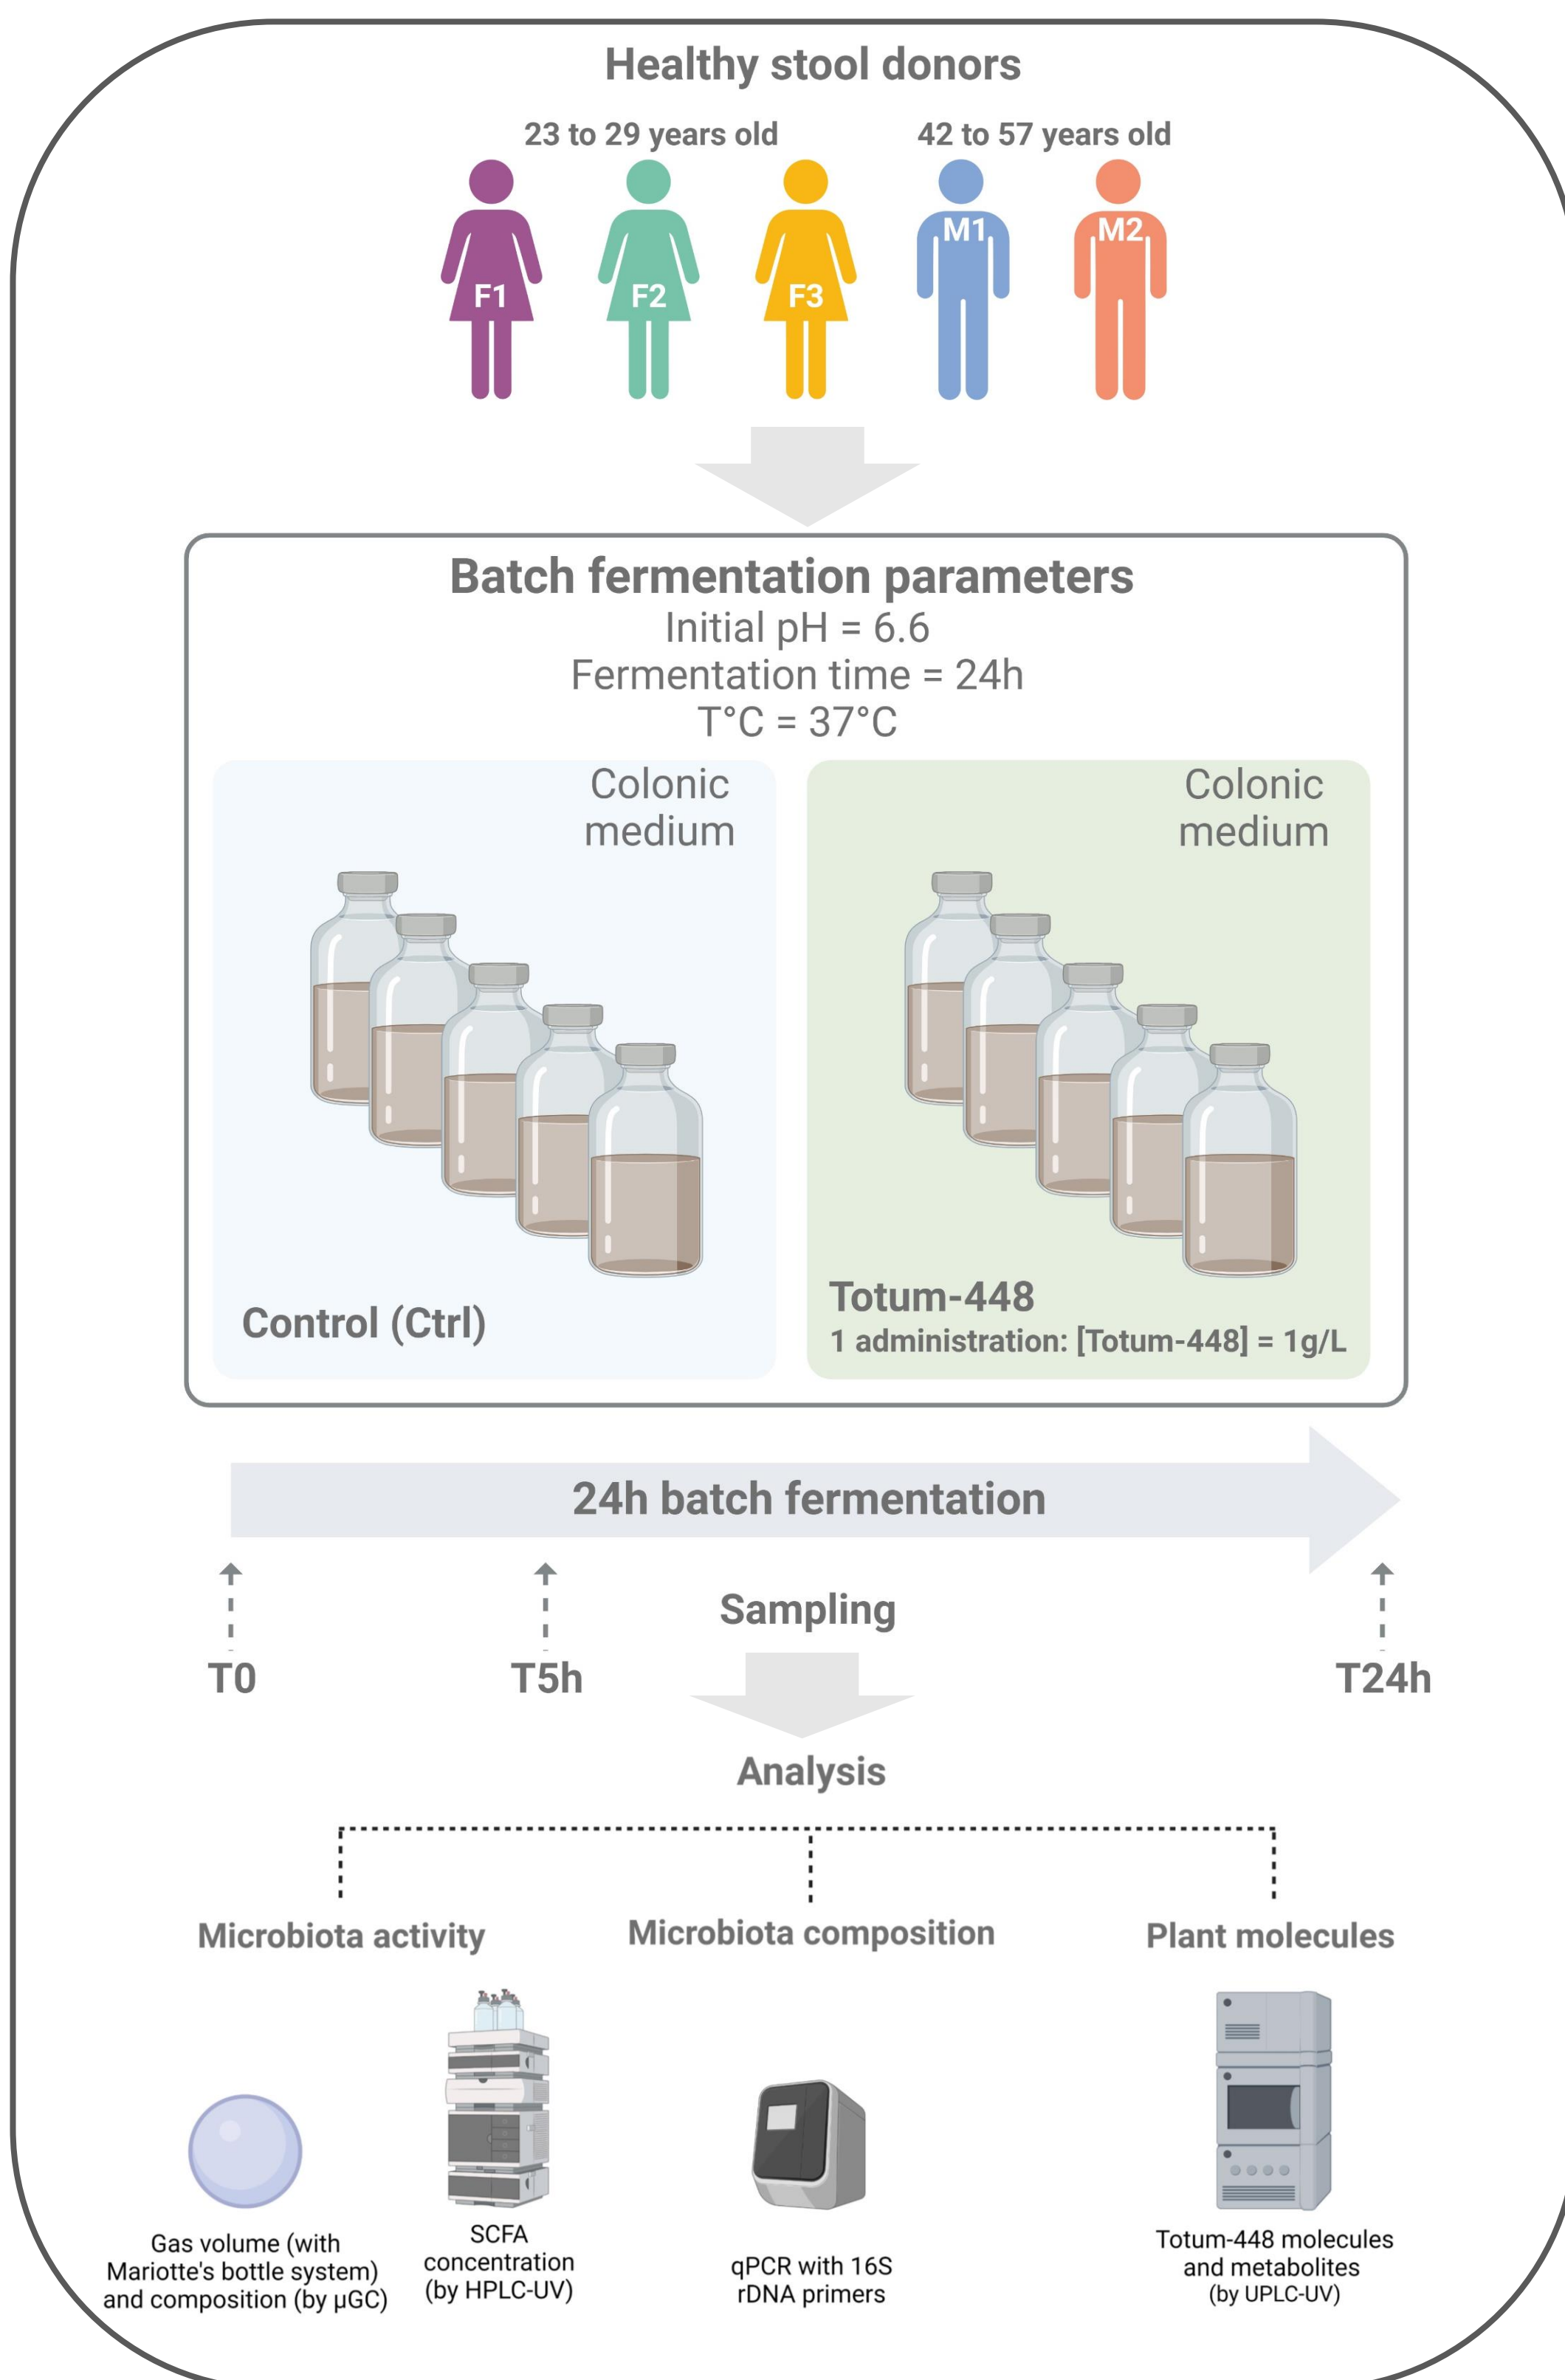 Healthy stool donors
23 to 29 years old
42 to 57 years old
F1
F2
F3
M1
M2
Batch fermentation parameters
Initial pH = 6.6
Fermentation time = 24h
T°C = 37°C
Colonic
medium
Control (Ctrl)
Colonic
medium
Totum-448
1 administration: [Totum-448] = 1g/L
24h batch fermentation
Sampling
T0
T5h
T24h
Analysis
Microbiota activity
Microbiota composition
Plant molecules
Gas volume (with
Mariotte's bottle system)
and composition (by µGC)
SCFA
concentration
(by HPLC-UV)
qPCR with 16S
rDNA primers
Totum-448 molecules
and metabolites
(by UPLC-UV)